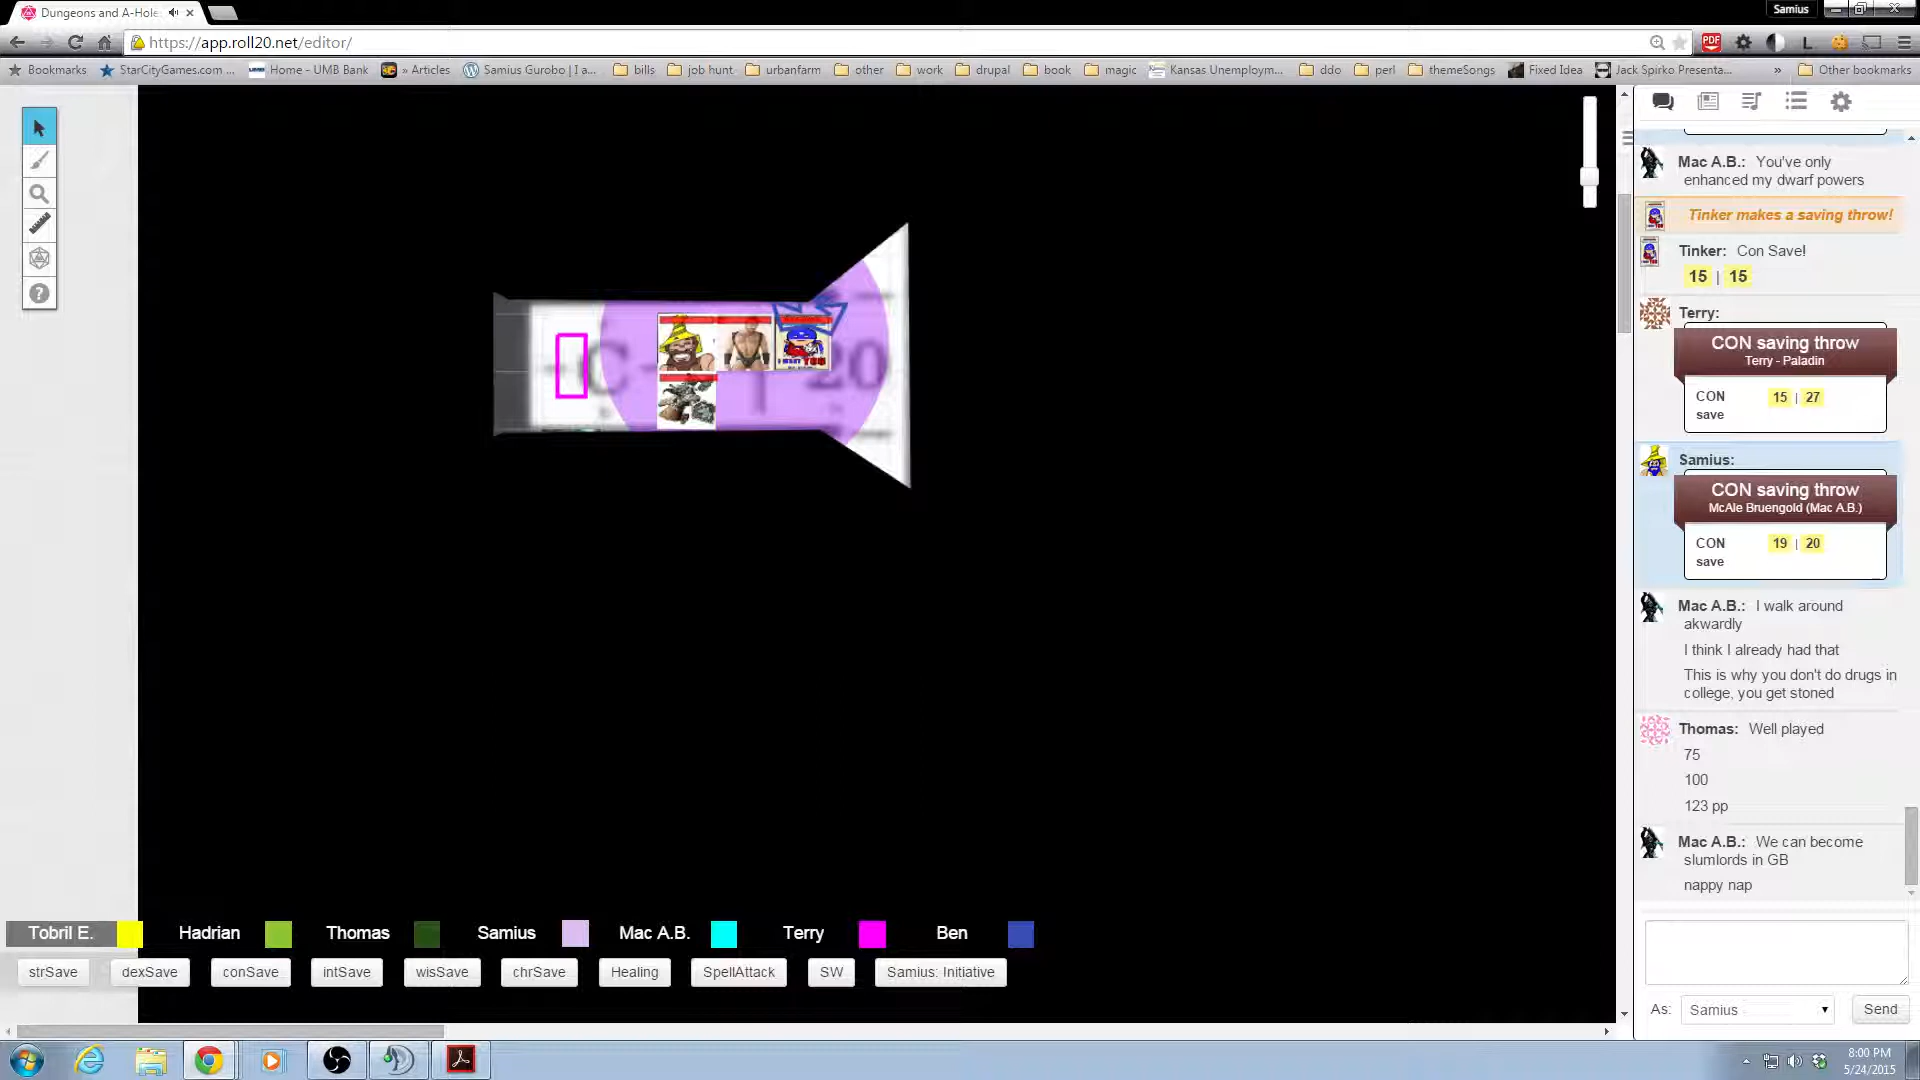 Dungeons and A-Hole
Samius
https://app.roll20.net/editor/
PDF
L
Bookmarks
StarCityGames.com ...
Home - UMB Bank
» Articles
Samius Gurobo | I a...
bills
job hunt
urbanfarm
other
work
drupal
book
magic
Kansas Unemploym...
ddo
perl
themeSongs
Fixed Idea
Jack Spirko Presenta...
»
Other bookmarks
Mac A.B.: You've only
enhanced my dwarf powers
Tinker makes a saving throw!
Tinker: Con Save!
15 | 15
Terry:
CON saving throw
Terry - Paladin
CON
save
15 | 27
Samius:
CON saving throw
McAle Bruengold (Mac A.B.)
CON
save
19 | 20
Mac A.B.: I walk around
akwardly
I think I already had that
This is why you don't do drugs in
college, you get stoned
Thomas: Well played
75
100
123 pp
Mac A.B.: We can become
slumlords in GB
nappy nap
C
20
I WANT YOU
Tobril E.
Hadrian
Thomas
Samius
Mac A.B.
Terry
Ben
strSave
dexSave
conSave
intSave
wisSave
chrSave
Healing
SpellAttack
SW
Samius: Initiative
As:
Samius
Send
8:00 PM
5/24/2015